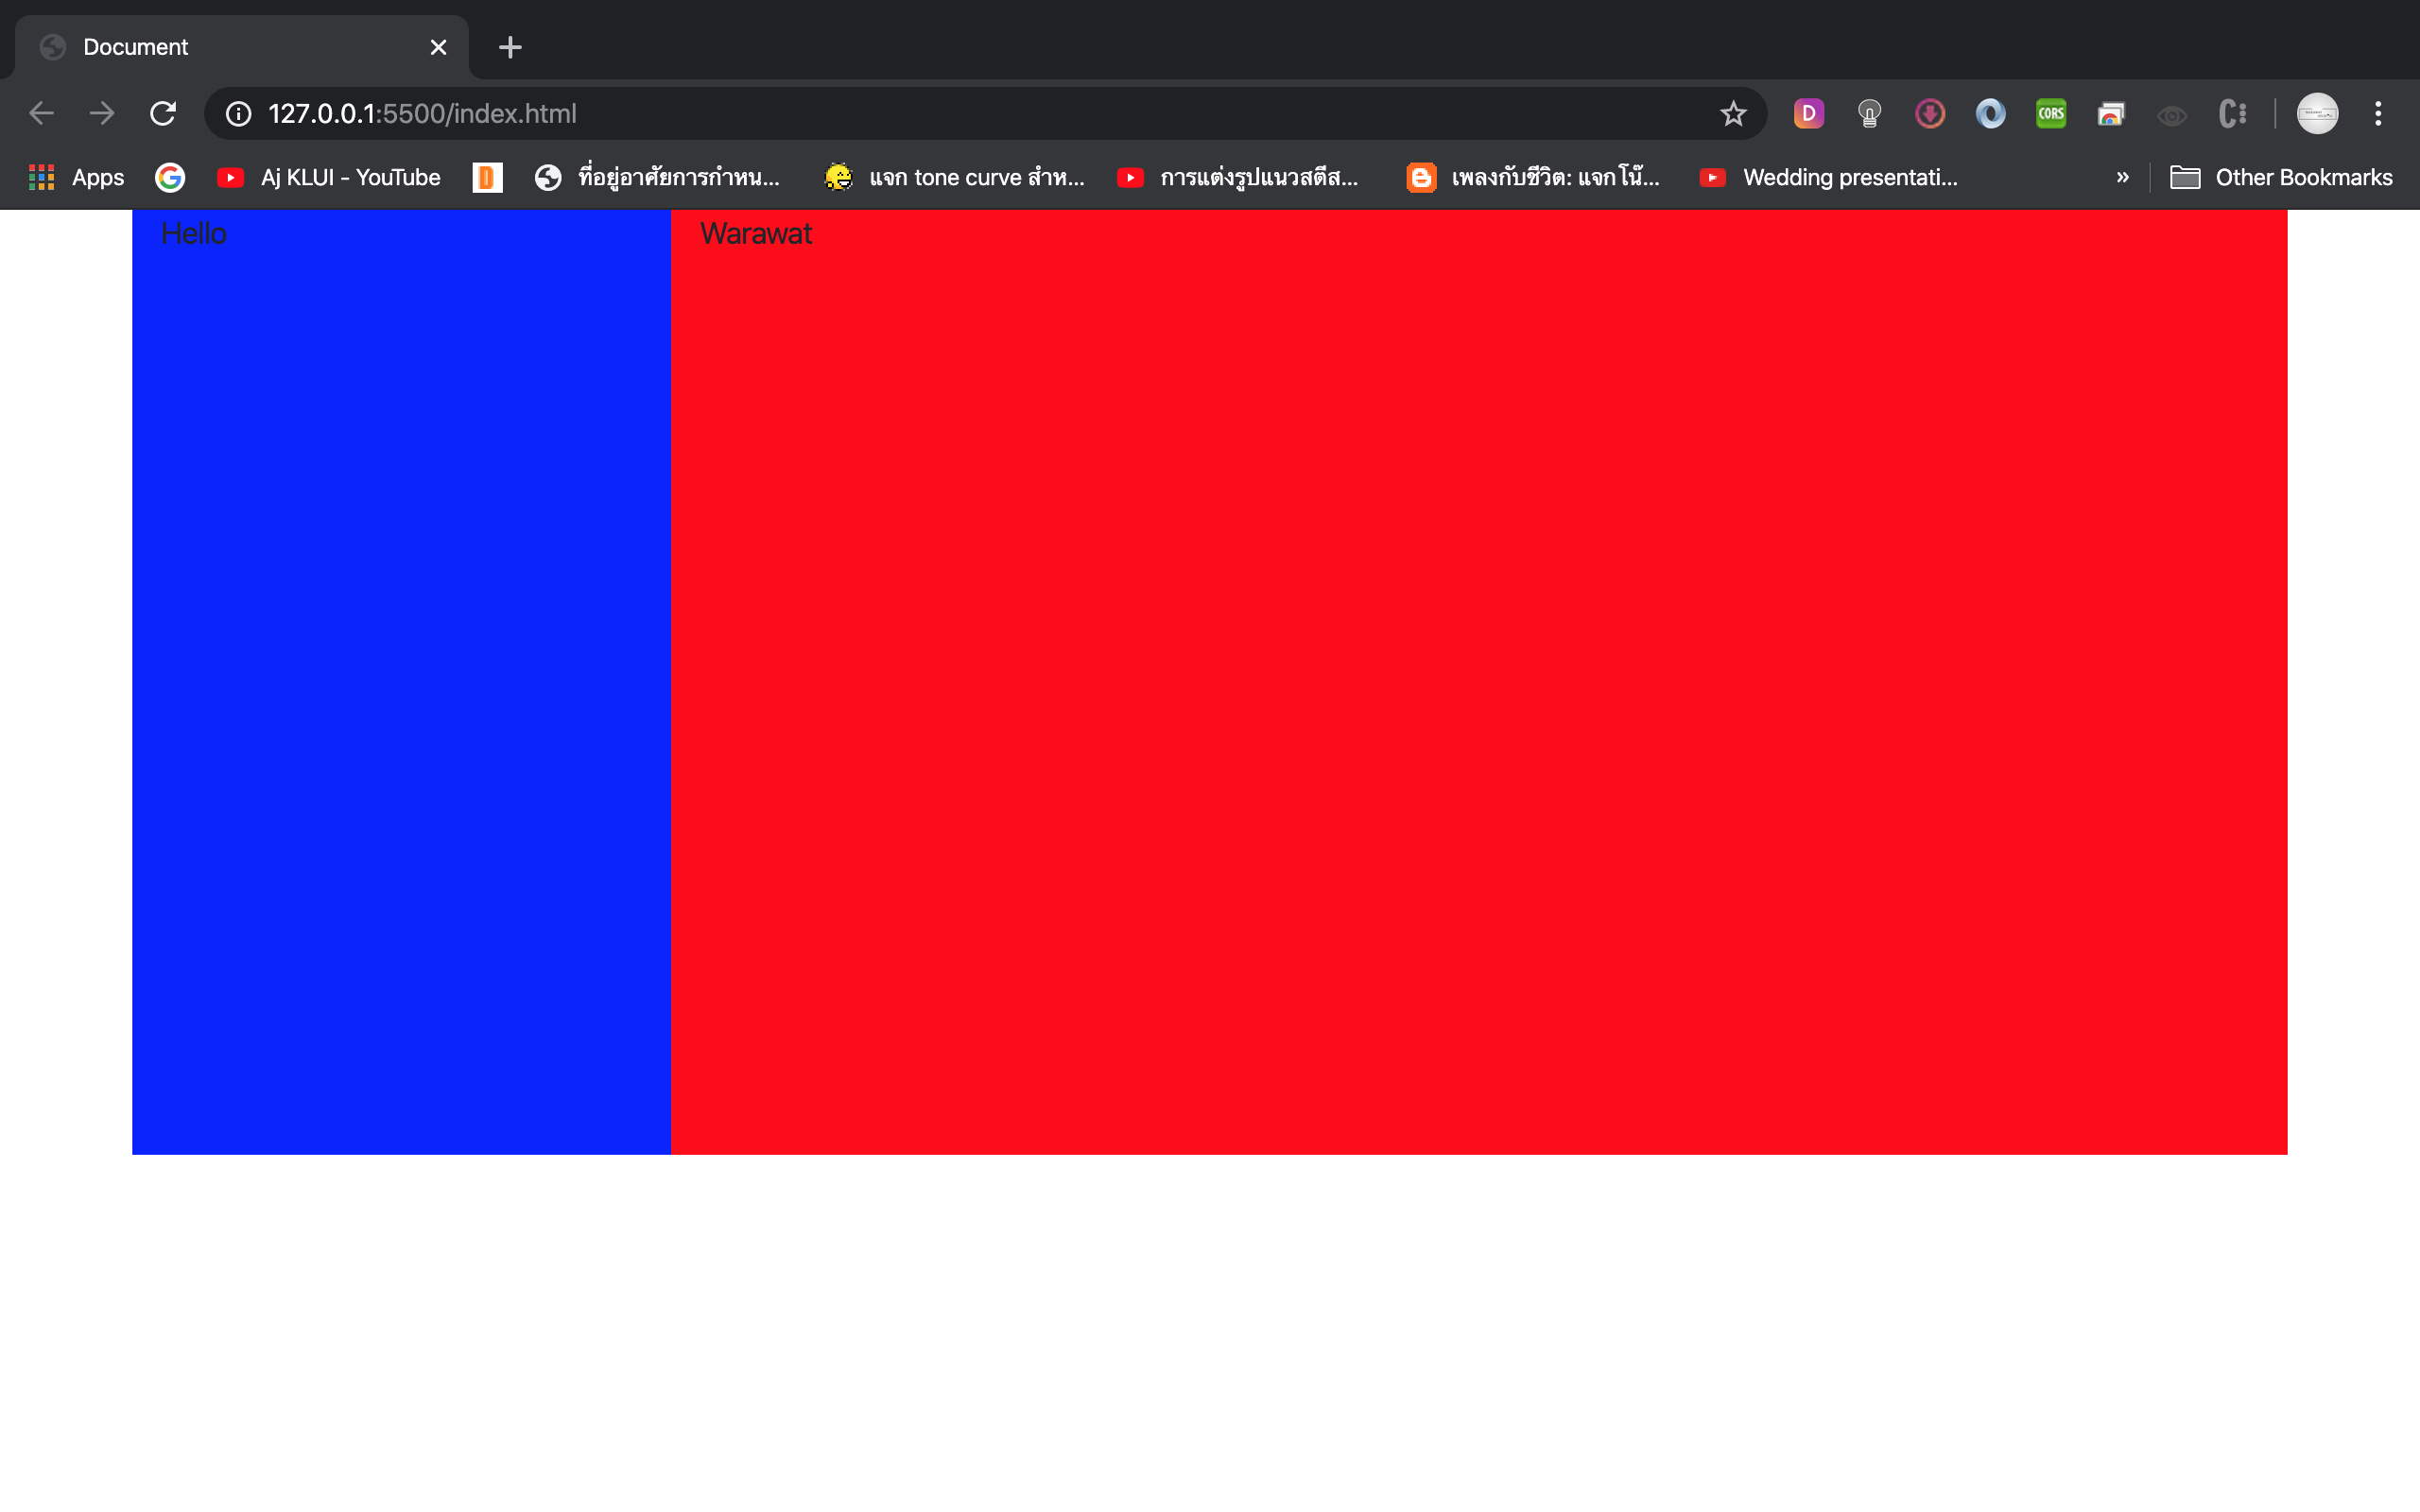 Document
127.0.0.1:5500/index.html
D
CORS
Apps
Aj KLUI - YouTube
ที่อยู่อาศัยการกำหน...
แจก tone curve สำห...
การแต่งรูปแนวสตีส...
เพลงกับชีวิต: แจกโน๊...
Wedding presentati...
»
Other Bookmarks
Hello
Warawat